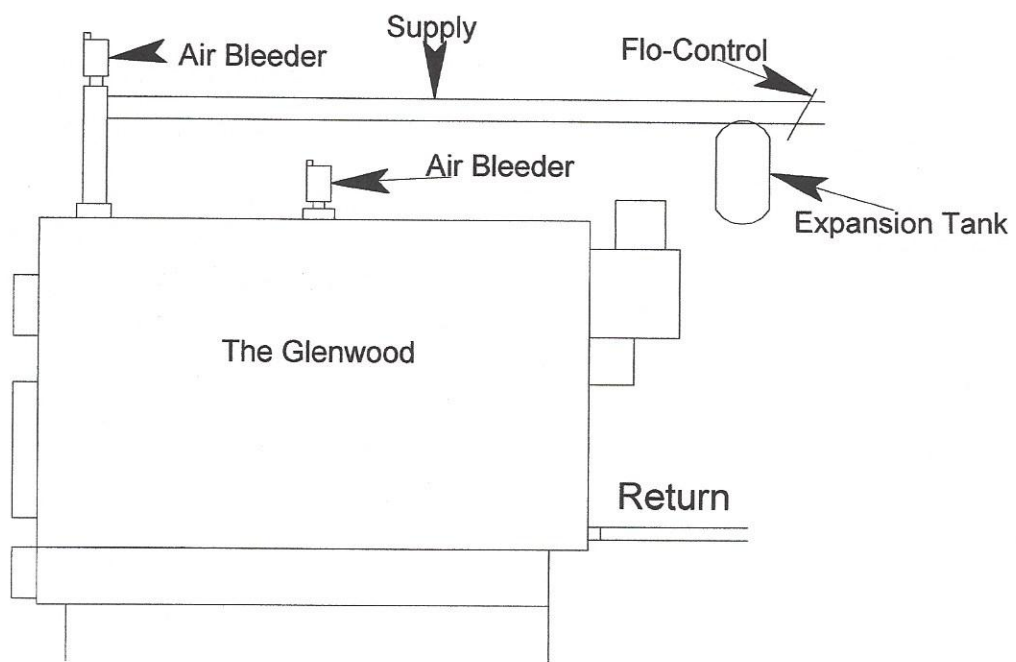 Supply
Air Bleeder
Flo-Control
Air Bleeder
Expansion Tank
The Glenwood
Return